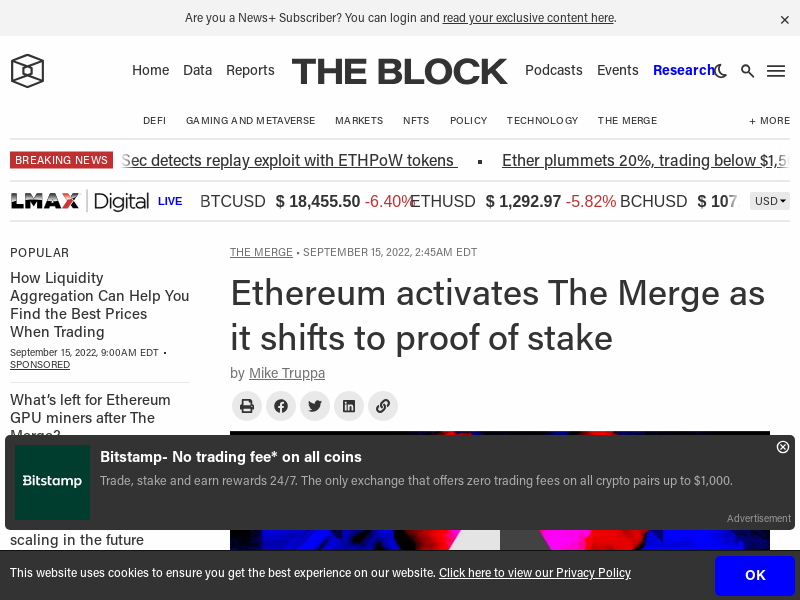 Are you a News+ Subscriber? You can login and read your exclusive content here.
Home Data Reports THE BLOCK Podcasts Events Research
DEFI GAMING AND METAVERSE MARKETS NFTS POLICY TECHNOLOGY THE MERGE + MORE
BREAKING NEWS Sec detects replay exploit with ETHPoW tokens ▪ Ether plummets 20%, trading below $1,5
LMAX Digital LIVE BTCUSD $ 18,455.50 -6.40% ETHUSD $ 1,292.97 -5.82% BCHUSD $ 107 USD
POPULAR
How Liquidity
Aggregation Can Help You
Find the Best Prices
When Trading
September 15, 2022, 9:00AM EDT •
SPONSORED
What's left for Ethereum
GPU miners after The
Merge?
scaling in the future
THE MERGE • SEPTEMBER 15, 2022, 2:45AM EDT
Ethereum activates The Merge as
it shifts to proof of stake
by Mike Truppa
Bitstamp
Bitstamp- No trading fee* on all coins
Trade, stake and earn rewards 24/7. The only exchange that offers zero trading fees on all crypto pairs up to $1,000.
Advertisement
This website uses cookies to ensure you get the best experience on our website. Click here to view our Privacy Policy
OK